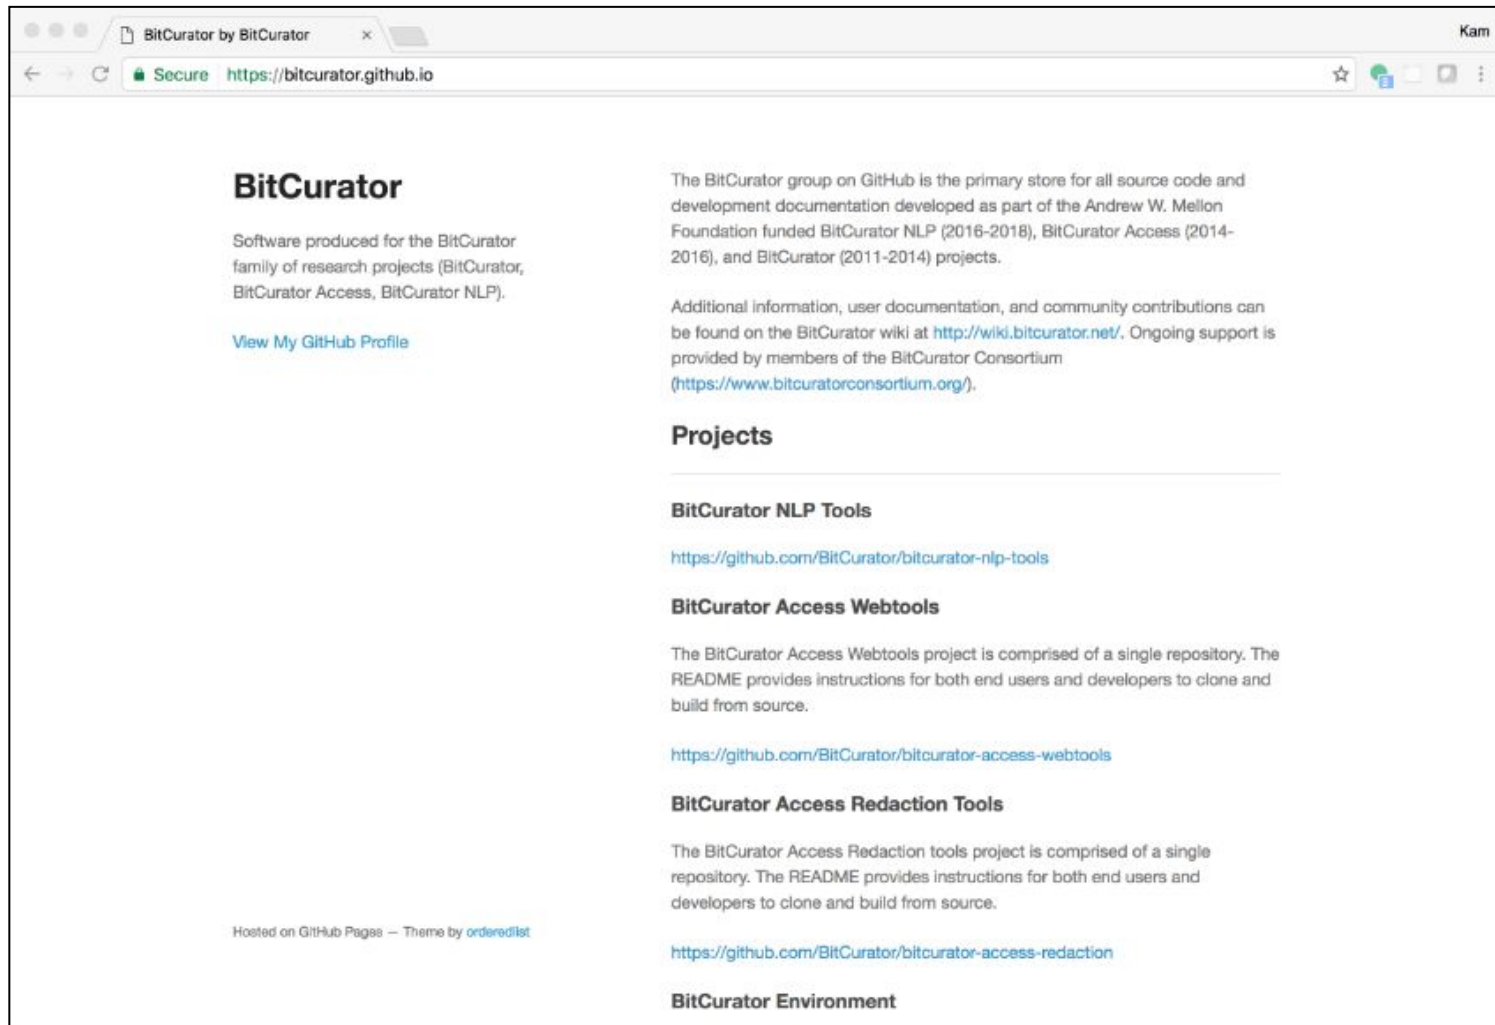 BitCurator by BitCurator
Kam
Secure https://bitcurator.github.io
BitCurator
Software produced for the BitCurator
family of research projects (BitCurator,
BitCurator Access, BitCurator NLP).
View My GitHub Profile
Hosted on GitHub Pages — Theme by orderedlist
The BitCurator group on GitHub is the primary store for all source code and
development documentation developed as part of the Andrew W. Mellon
Foundation funded BitCurator NLP (2016-2018), BitCurator Access (2014-
2016), and BitCurator (2011-2014) projects.
Additional information, user documentation, and community contributions can
be found on the BitCurator wiki at http://wiki.bitcurator.net/. Ongoing support is
provided by members of the BitCurator Consortium
(https://www.bitcuratorconsortium.org/).
Projects
BitCurator NLP Tools
https://github.com/BitCurator/bitcurator-nlp-tools
BitCurator Access Webtools
The BitCurator Access Webtools project is comprised of a single repository. The
README provides instructions for both end users and developers to clone and
build from source.
https://github.com/BitCurator/bitcurator-access-webtools
BitCurator Access Redaction Tools
The BitCurator Access Redaction tools project is comprised of a single
repository. The README provides instructions for both end users and
developers to clone and build from source.
https://github.com/BitCurator/bitcurator-access-redaction
BitCurator Environment